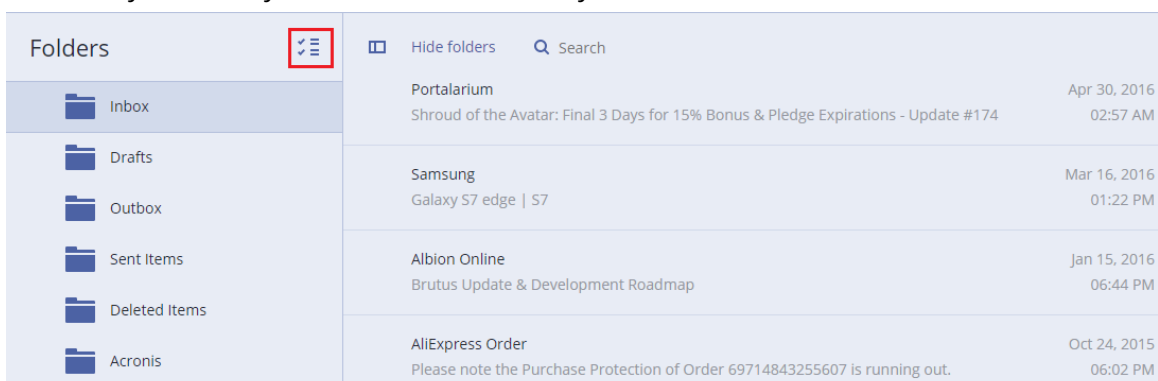 Folders
Inbox
Drafts
Outbox
Sent Items
Deleted Items
Acronis
Hide folders
Search
Portalarium
Apr 30, 2016
Shroud of the Avatar: Final 3 Days for 15% Bonus & Pledge Expirations - Update #174
02:57 AM
Samsung
Mar 16, 2016
Galaxy S7 edge | S7
01:22 PM
Albion Online
Jan 15, 2016
Brutus Update & Development Roadmap
06:44 PM
AliExpress Order
Oct 24, 2015
Please note the Purchase Protection of Order 69714843255607 is running out.
06:02 PM